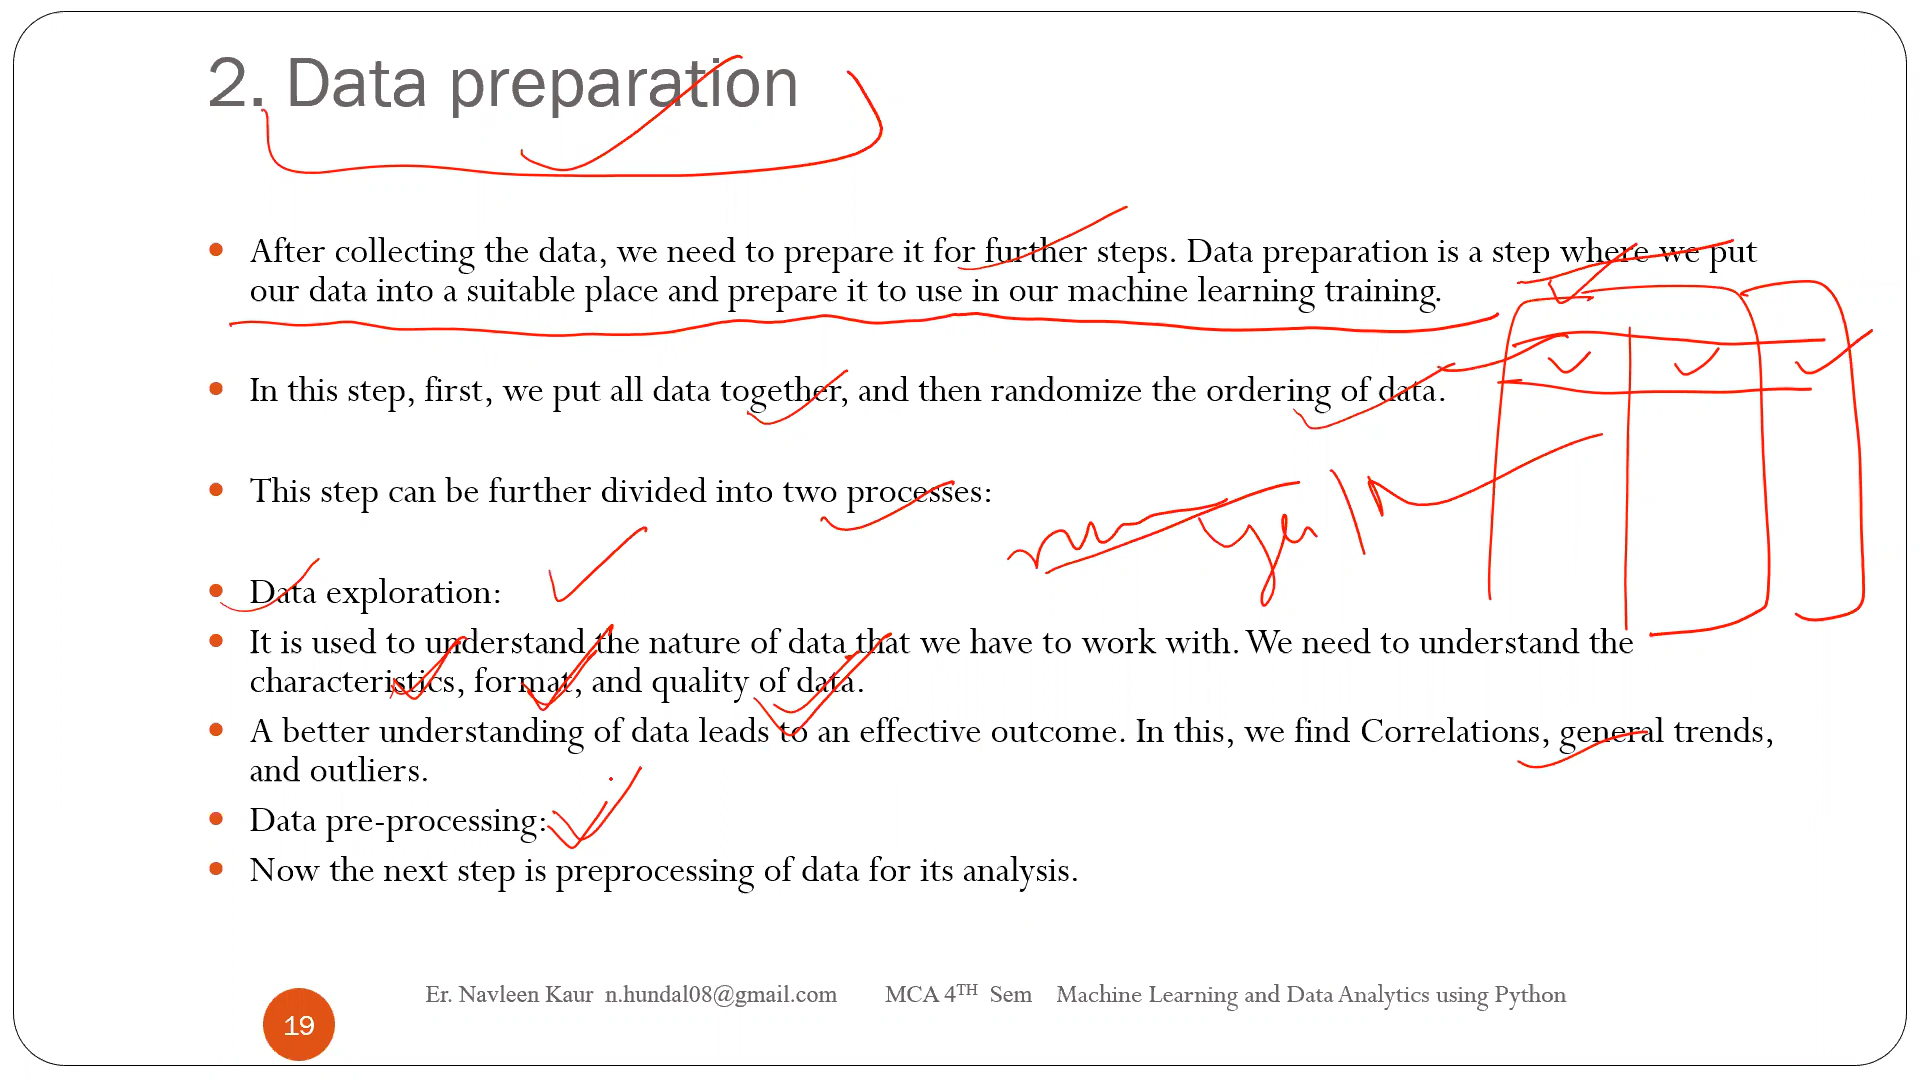 2. Data preparation
After collecting the data, we need to prepare it for further steps. Data preparation is a step where we put
our data into a suitable place and prepare it to use in our machine learning training.
In this step, first, we put all data together, and then randomize the ordering of data.
This step can be further divided into two processes:
Data exploration:
It is used to understand the nature of data that we have to work with. We need to understand the
characteristics, format, and quality of data.
A better understanding of data leads to an effective outcome. In this, we find Correlations, general trends,
and outliers.
Data pre-processing:
Now the next step is preprocessing of data for its analysis.
19
Er. Navleen Kaur n.hundal08@gmail.com MCA 4TH Sem Machine Learning and Data Analytics using Python